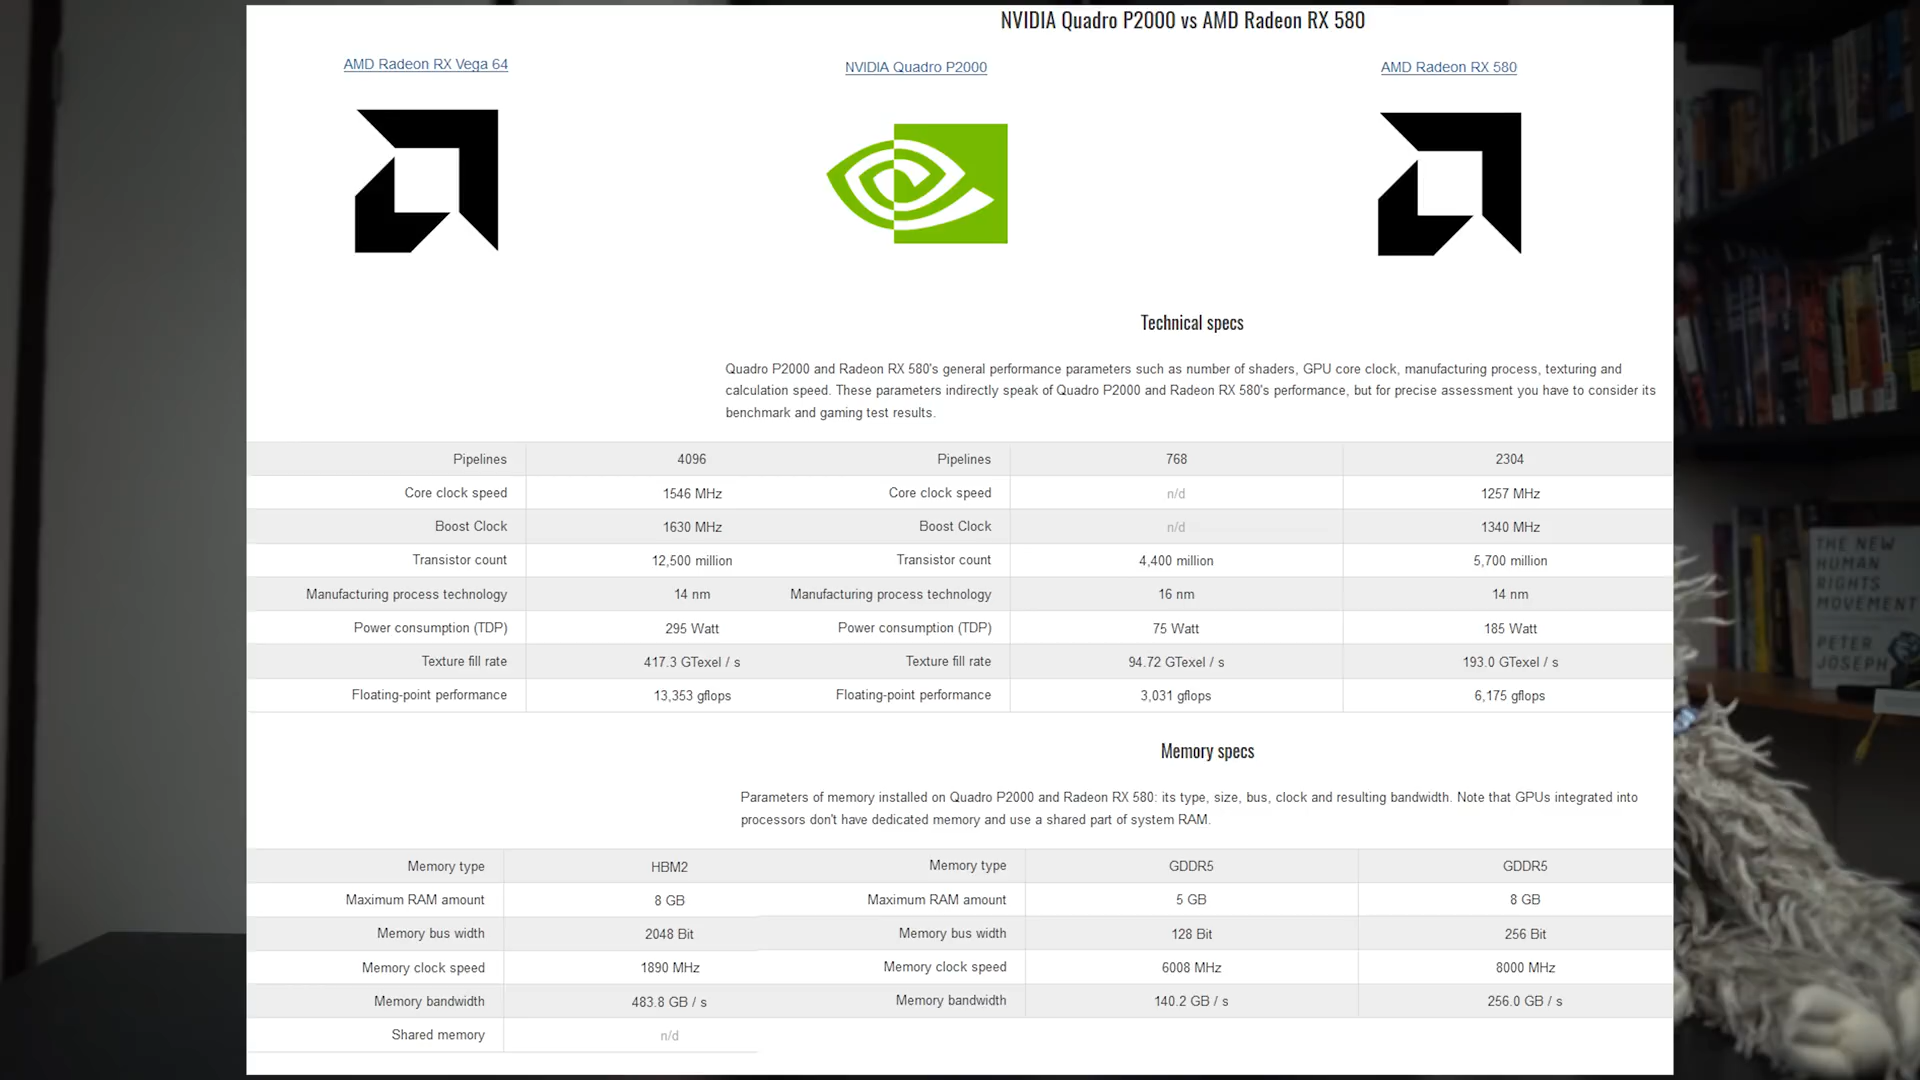 NVIDIA Quadro P2000 vs AMD Radeon RX 580
AMD Radeon RX Vega 64
NVIDIA Quadro P2000
AMD Radeon RX 580
Technical specs
Quadro P2000 and Radeon RX 580's general performance parameters such as number of shaders, GPU core clock, manufacturing process, texturing and
calculation speed. These parameters indirectly speak of Quadro P2000 and Radeon RX 580's performance, but for precise assessment you have to consider its
benchmark and gaming test results.
Pipelines 4096 Pipelines 768 2304
Core clock speed 1546 MHz Core clock speed n/d 1257 MHz
Boost Clock 1630 MHz Boost Clock n/d 1340 MHz
Transistor count 12,500 million Transistor count 4,400 million 5,700 million
Manufacturing process technology 14 nm Manufacturing process technology 16 nm 14 nm
Power consumption (TDP) 295 Watt Power consumption (TDP) 75 Watt 185 Watt
Texture fill rate 417.3 GTexel / s Texture fill rate 94.72 GTexel / s 193.0 GTexel / s
Floating-point performance 13,353 gflops Floating-point performance 3,031 gflops 6,175 gflops
Memory specs
Parameters of memory installed on Quadro P2000 and Radeon RX 580: its type, size, bus, clock and resulting bandwidth. Note that GPUs integrated into
processors don't have dedicated memory and use a shared part of system RAM.
Memory type HBM2 Memory type GDDR5 GDDR5
Maximum RAM amount 8 GB Maximum RAM amount 5 GB 8 GB
Memory bus width 2048 Bit Memory bus width 128 Bit 256 Bit
Memory clock speed 1890 MHz Memory clock speed 6008 MHz 8000 MHz
Memory bandwidth 483.8 GB / s Memory bandwidth 140.2 GB / s 256.0 GB / s
Shared memory n/d
THE NEW
HUMAN
RIGHTS
MOVEMENT
PETER
JOSEPH